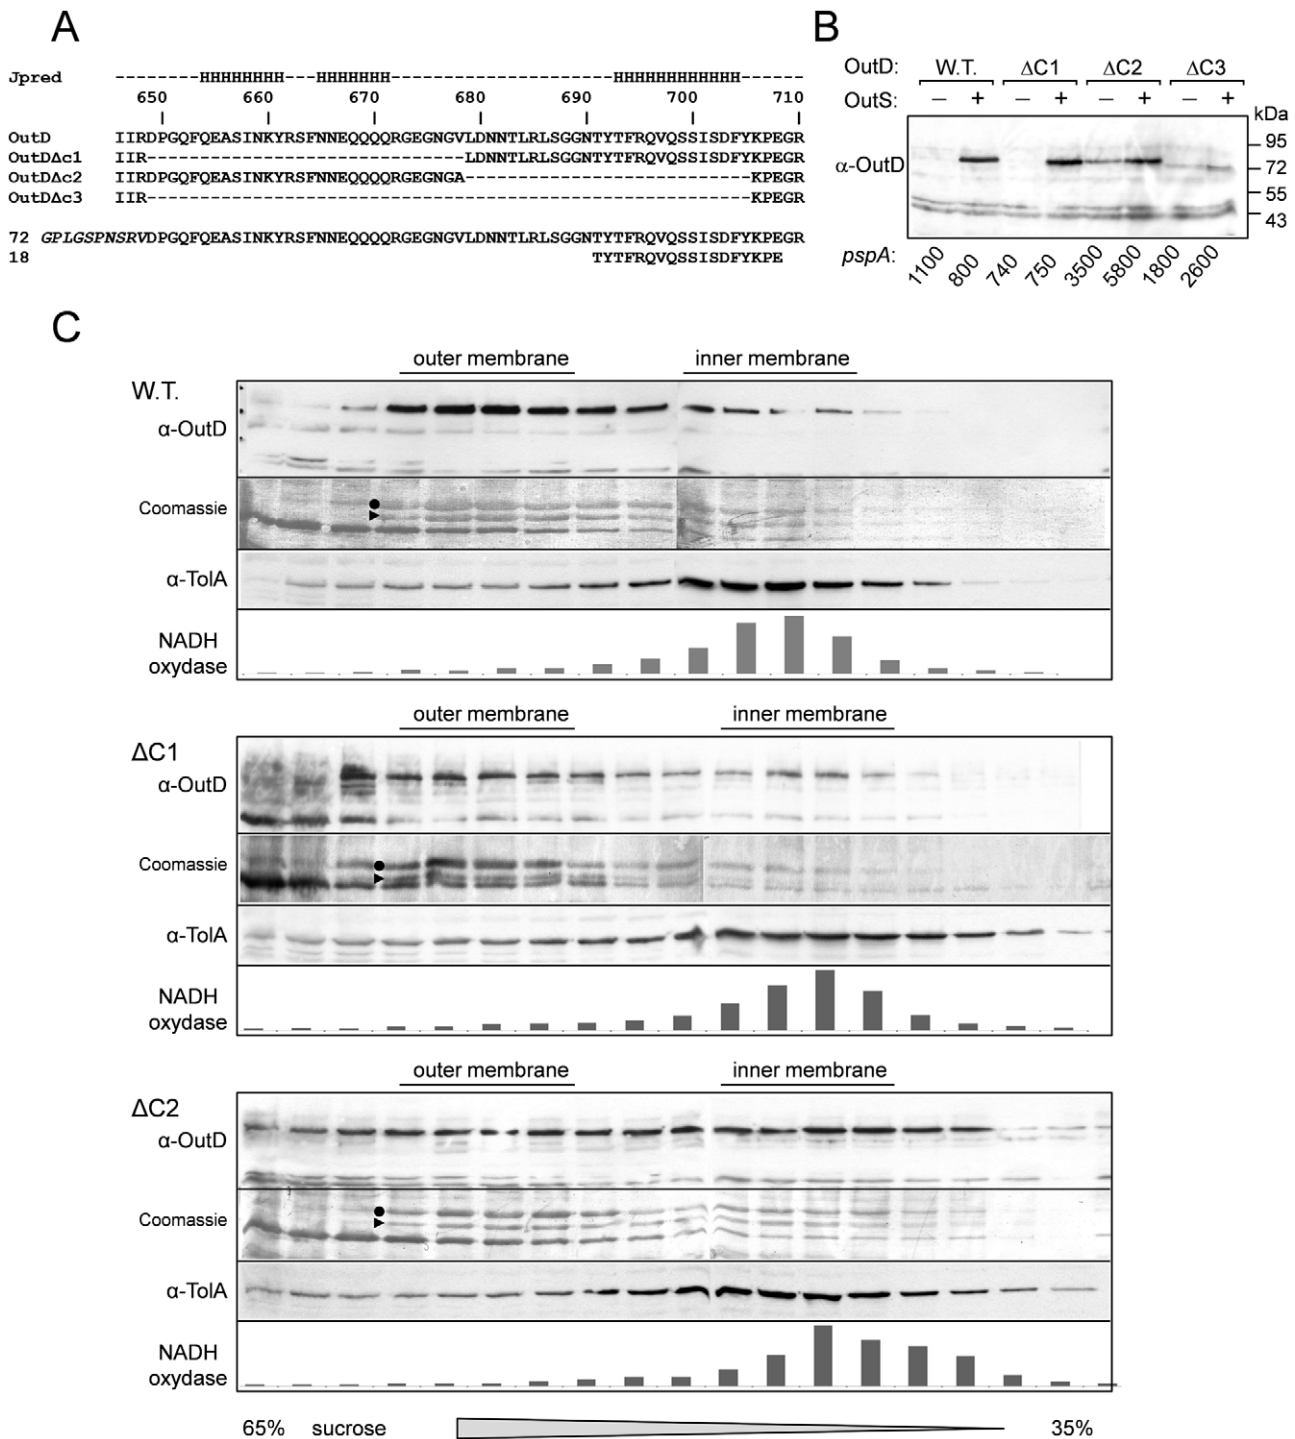 A
Jpred --------HHHHHHHH---HHHHHHH---------------------HHHHHHHHHHHH------
650 660 670 680 690 700 710
OutD IIRDPGQFQEASINKYRSFNNEQQQQRGEGNGVLDNNTLRLSGGNTYTFRQVQSSISDFYKPEGR
OutDΔc1 IIR------------------------------LDNNTLRLSGGNTYTFRQVQSSISDFYKPEGR
OutDΔc2 IIRDPGQFQEASINKYRSFNNEQQQQRGEGNGA---------------------------KPEGR
OutDΔc3 IIR---------------------------------------------------------KPEGR
72 GPLGSPNSRVDPGQFQEASINKYRSFNNEQQQQRGEGNGVLDNNTLRLSGGNTYTFRQVQSSISDFYKPEGR
18 TYTFRQVQSSISDFYKPE
B
OutD: W.T. ΔC1 ΔC2 ΔC3
OutS: – + – + – + – +
kDa
α-OutD
95
72
55
43
pspA: 1100 800 740 750 3500 5800 1800 2600
C
outer membrane inner membrane
W.T.
α-OutD
Coomassie
α-TolA
NADH
oxydase
outer membrane inner membrane
ΔC1
α-OutD
Coomassie
α-TolA
NADH
oxydase
outer membrane inner membrane
ΔC2
α-OutD
Coomassie
α-TolA
NADH
oxydase
65% sucrose 35%